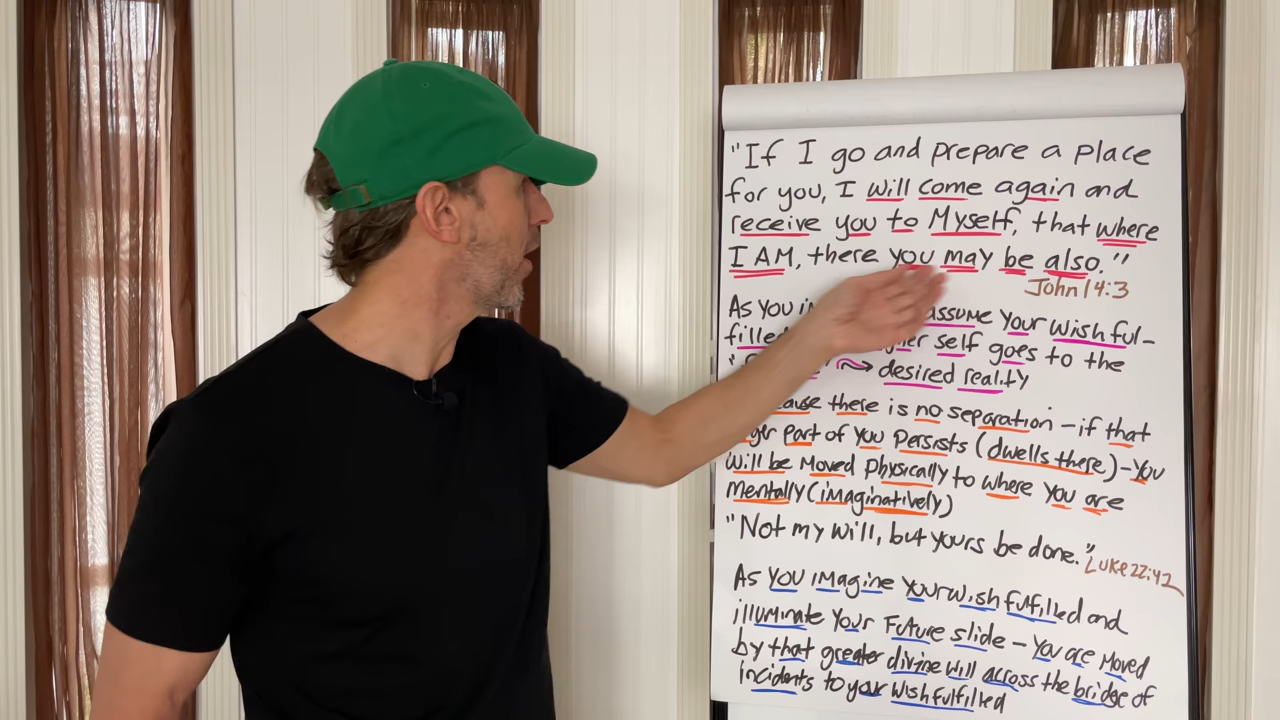 "If I go and prepare a place
for you, I will come again and
receive you to Myself, that where
I AM, there you may be also."
John 14:3
As you assume your wish ful-
filled self goes to the
desired reality
there is no separation - if that
part of you persists (dwells there) - you
will be moved physically to where you are
mentally (imaginatively)
"Not my will, but yours be done."
Luke 22:42
As you imagine your wish fulfilled and
illuminate your future slide - you are moved
by that greater divine will across the bridge of
incidents to your wish fulfilled